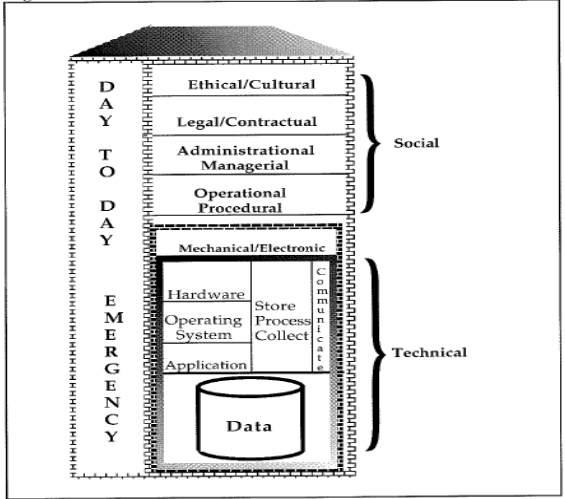 DAY TO DAY
EMERGENCY
Ethical/Cultural
Legal/Contractual
Administrational
Managerial
Operational
Procedural
Social
Mechanical/Electronic
Hardware
Operating
System
Application
Store
Process
Collect
Communicate
Technical
Data